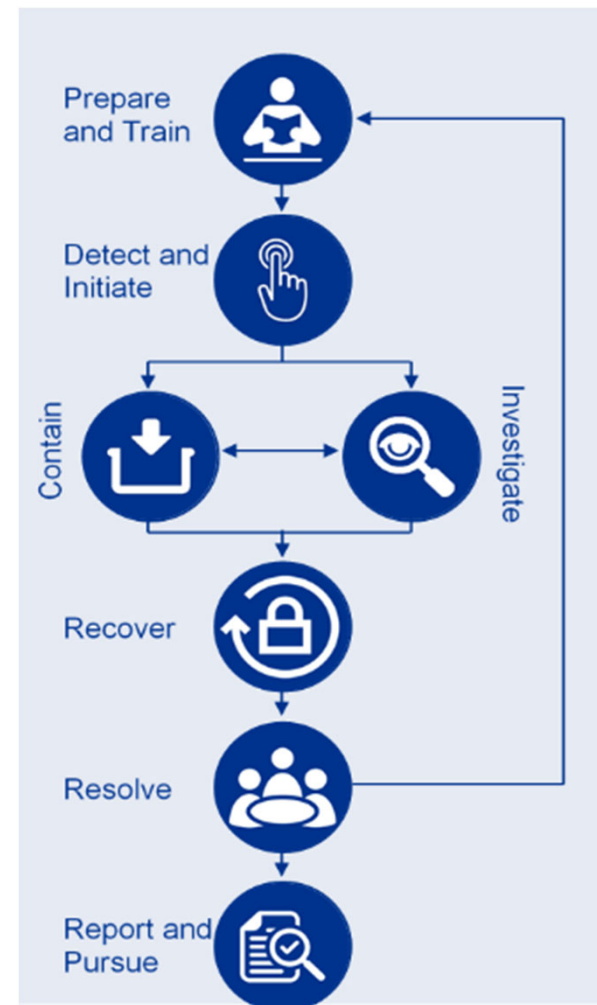 Prepare
and Train
Detect and
Initiate
Contain
Investigate
Recover
Resolve
Report and
Pursue